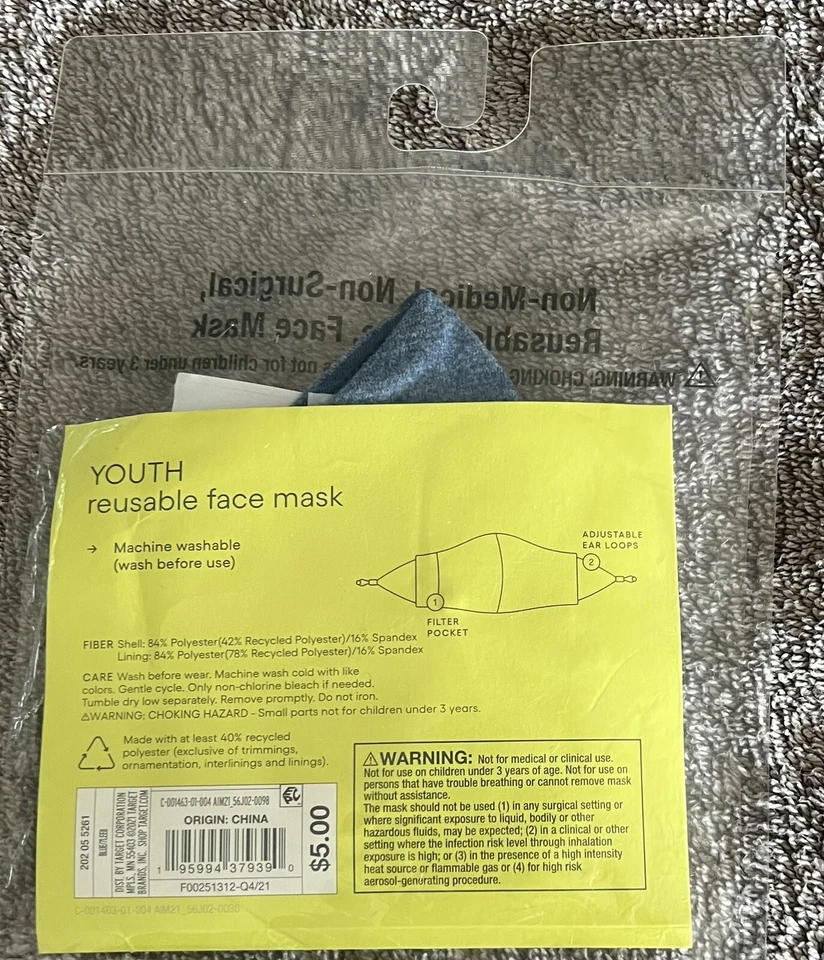 Non-Medical, Non-Surgical,
Face Mask
WARNING: CHOKING not for children under 3 years
YOUTH
reusable face mask
→ Machine washable
(wash before use)
ADJUSTABLE
EAR LOOPS
2
1
FILTER
POCKET
FIBER Shell: 84% Polyester(42% Recycled Polyester)/16% Spandex
Lining: 84% Polyester(78% Recycled Polyester)/16% Spandex
CARE Wash before wear. Machine wash cold with like
colors. Gentle cycle. Only non-chlorine bleach if needed.
Tumble dry low separately. Remove promptly. Do not iron.
⚠WARNING: CHOKING HAZARD - Small parts not for children under 3 years.
Made with at least 40% recycled
polyester (exclusive of trimmings,
ornamentation, interlinings and linings).
⚠WARNING: Not for medical or clinical use.
Not for use on children under 3 years of age. Not for use on
persons that have trouble breathing or cannot remove mask
without assistance.
The mask should not be used (1) in any surgical setting or
where significant exposure to liquid, bodily or other
hazardous fluids, may be expected; (2) in a clinical or other
setting where the infection risk level through inhalation
exposure is high; or (3) in the presence of a high intensity
heat source or flammable gas or (4) for high risk
aerosol-generating procedure.
202 05 5261
DIST. BY TARGET CORPORATION
MPLS, MN 55403 ©2021 TARGET
BRANDS, INC. SHOP TARGET.COM
C-001463-01-004 AIM21_56J02-0098
ORIGIN: CHINA
1 95994 37939 0
F00251312-Q4/21
$5.00
C-001463-01-004 AIM21_56J02-0098